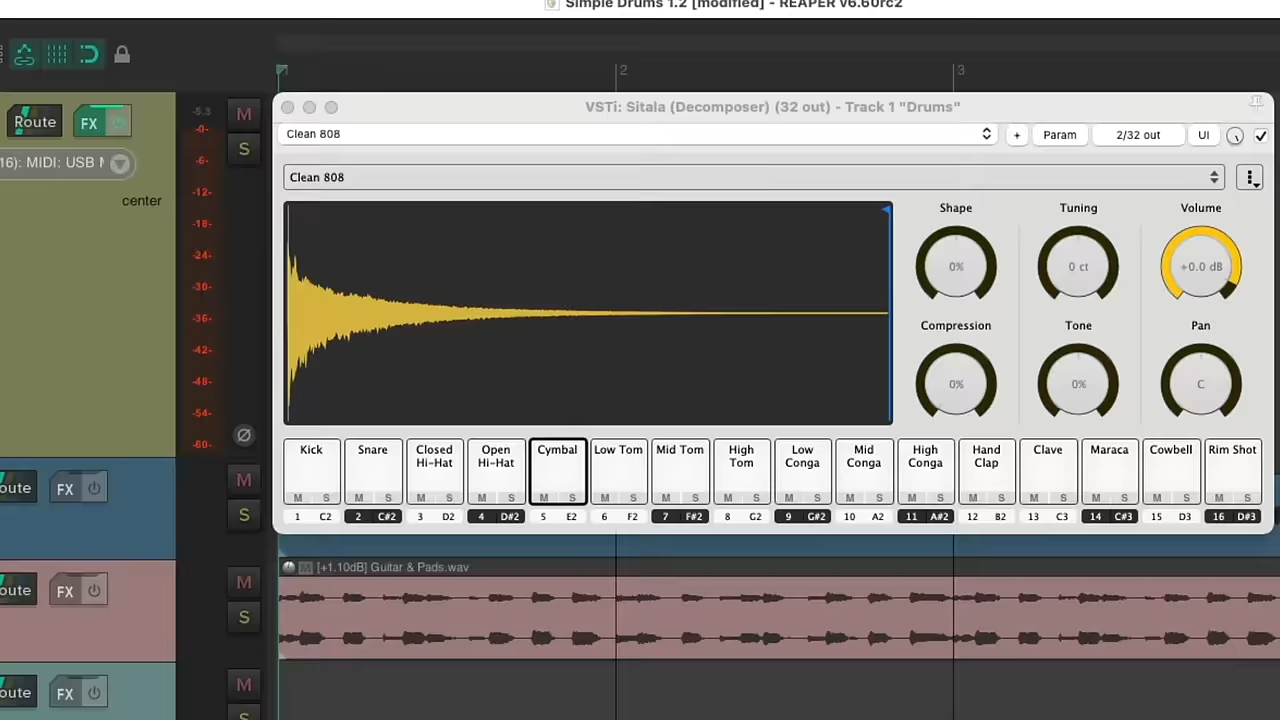 Simple Drums 1.2 [modified] - REAPER v6.60rc2
2
3
Route FX
-5.3
M
S
-0-
-6-
-12-
-18-
-24-
-30-
-36-
-42-
-48-
-54-
-60-
16): MIDI: USB
center
VSTi: Sitala (Decomposer) (32 out) - Track 1 "Drums"
Clean 808
+
Param
2/32 out
UI
Clean 808
Shape
Tuning
Volume
0%
0 ct
+0.0 dB
Compression
Tone
Pan
0%
0%
C
Kick
Snare
Closed Hi-Hat
Open Hi-Hat
Cymbal
Low Tom
Mid Tom
High Tom
Low Conga
Mid Conga
High Conga
Hand Clap
Clave
Maraca
Cowbell
Rim Shot
M S M S M S M S M S M S M S M S M S M S M S M S M S M S M S M S
1 C2
2 C#2
3 D2
4 D#2
5 E2
6 F2
7 F#2
8 G2
9 G#2
10 A2
11 A#2
12 B2
13 C3
14 C#3
15 D3
16 D#3
oute FX
M
S
M [+1.10dB] Guitar & Pads.wav
oute FX
M
S
oute FX
M
S